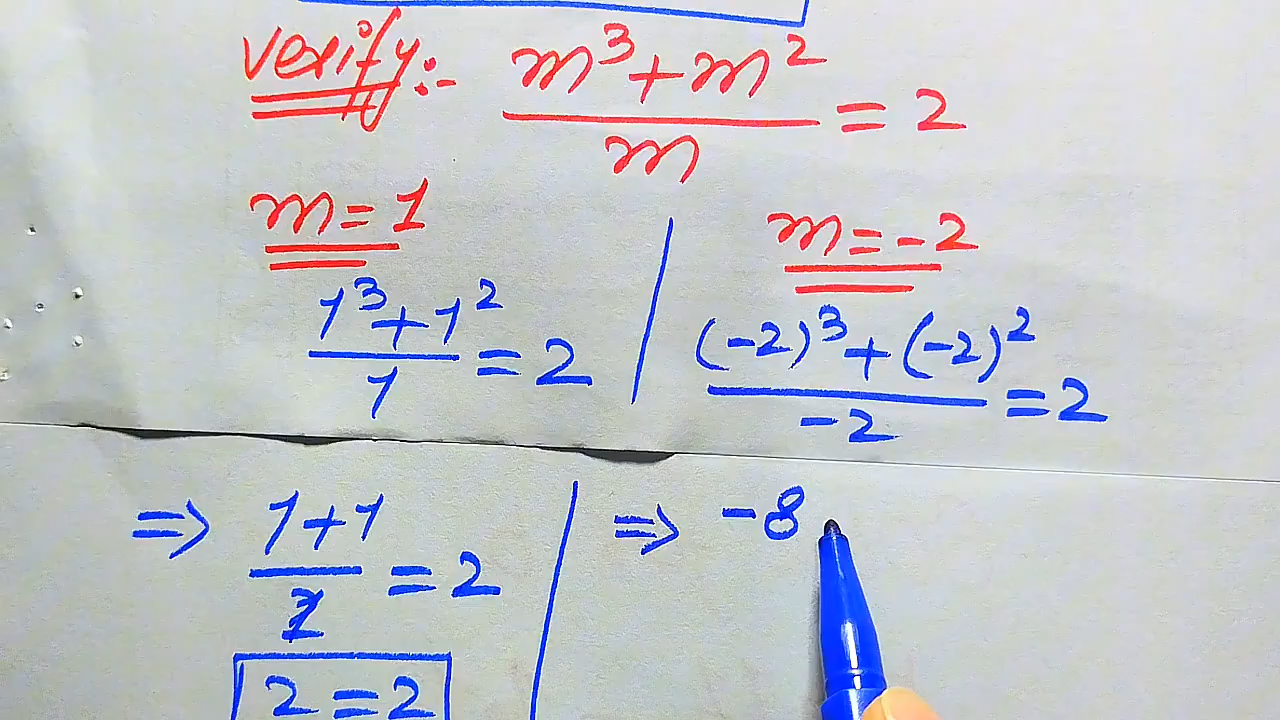 verify:- (m³+m²)/m = 2
m=1
(1³+1²)/1 = 2
=> (1+1)/1 = 2
2=2
m=-2
((-2)³+(-2)²)/-2 = 2
=> -8